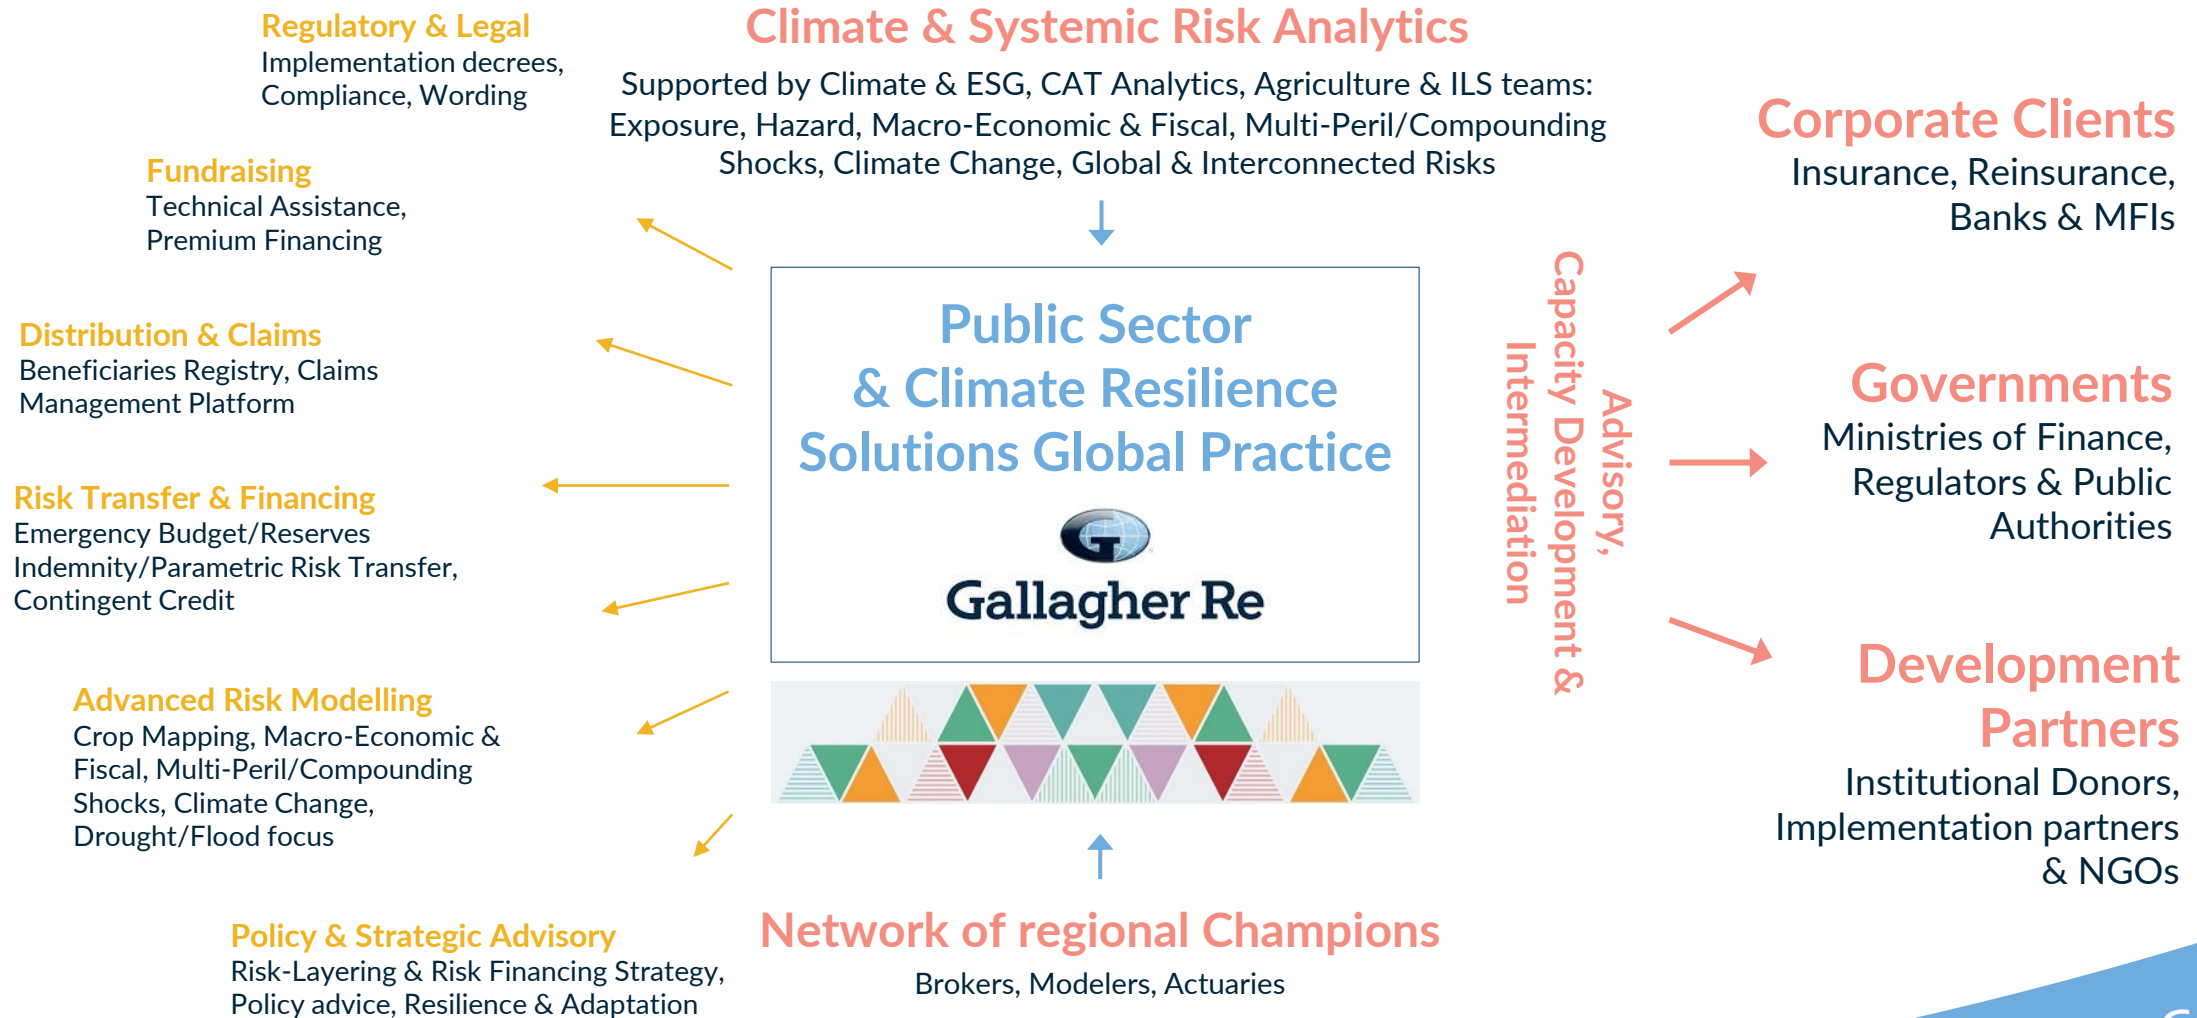 Regulatory & Legal
Implementation decrees,
Compliance, Wording
Fundraising
Technical Assistance,
Premium Financing
Distribution & Claims
Beneficiaries Registry, Claims
Management Platform
Risk Transfer & Financing
Emergency Budget/Reserves
Indemnity/Parametric Risk Transfer,
Contingent Credit
Advanced Risk Modelling
Crop Mapping, Macro-Economic &
Fiscal, Multi-Peril/Compounding
Shocks, Climate Change,
Drought/Flood focus
Policy & Strategic Advisory
Risk-Layering & Risk Financing Strategy,
Policy advice, Resilience & Adaptation
Climate & Systemic Risk Analytics
Supported by Climate & ESG, CAT Analytics, Agriculture & ILS teams:
Exposure, Hazard, Macro-Economic & Fiscal, Multi-Peril/Compounding
Shocks, Climate Change, Global & Interconnected Risks
Public Sector
& Climate Resilience
Solutions Global Practice
G
Gallagher Re
Network of regional Champions
Brokers, Modelers, Actuaries
Advisory,
Capacity Development &
Intermediation
Corporate Clients
Insurance, Reinsurance,
Banks & MFIs
Governments
Ministries of Finance,
Regulators & Public
Authorities
Development
Partners
Institutional Donors,
Implementation partners
& NGOs